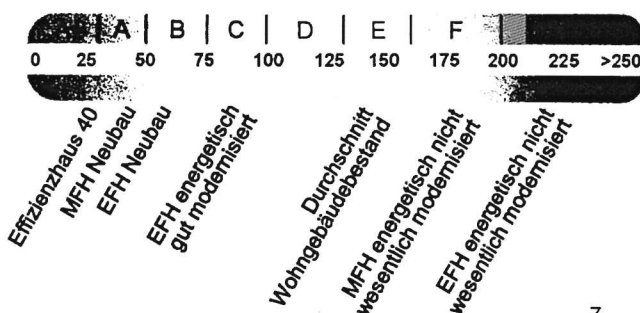 A B C D E F
0 25 50 75 100 125 150 175 200 225 >250
Effizienzhaus 40
MFH Neubau
EFH Neubau
EFH energetisch
gut modernisiert
Durchschnitt
Wohngebäudebestand
MFH energetisch nicht
wesentlich modernisiert
EFH energetisch nicht
wesentlich modernisiert
7